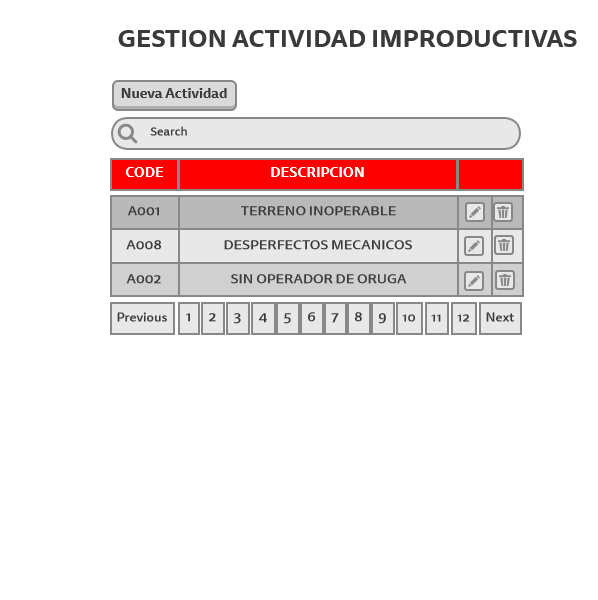 GESTION ACTIVIDAD IMPRODUCTIVAS
Nueva Actividad
Search
CODE DESCRIPCION
A001 TERRENO INOPERABLE
A008 DESPERFECTOS MECANICOS
A002 SIN OPERADOR DE ORUGA
Previous 1 2 3 4 5 6 7 8 9 10 11 12 Next